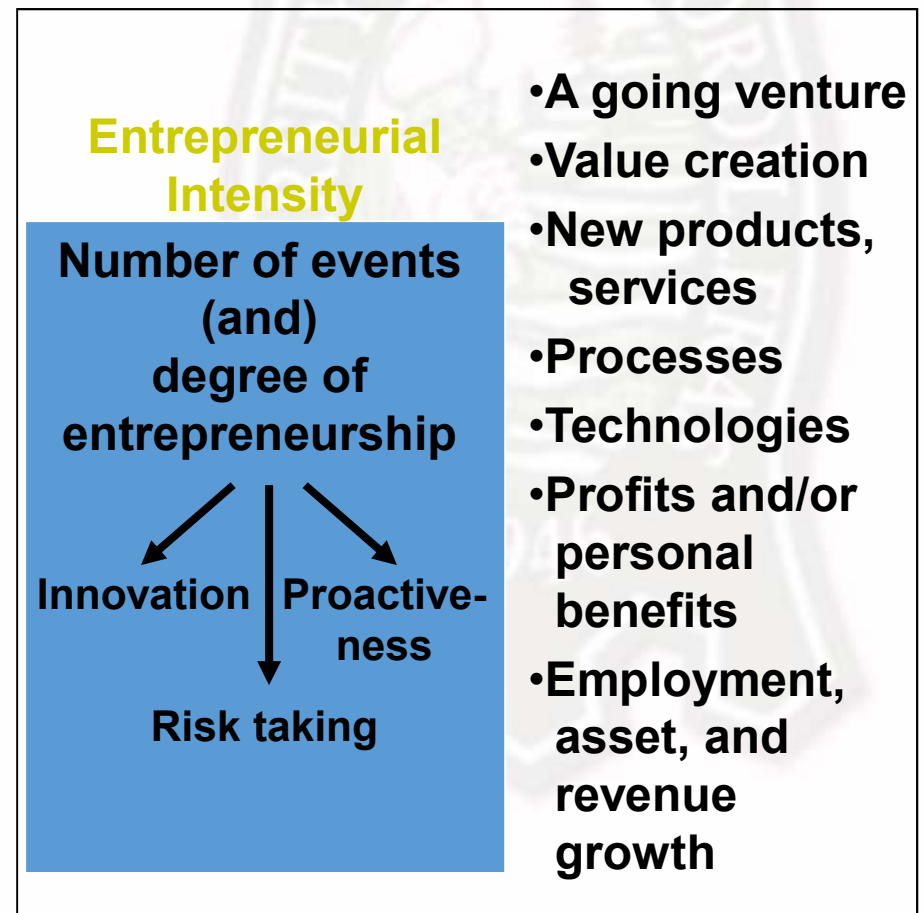 Entrepreneurial
Intensity
Number of events
(and)
degree of
entrepreneurship
Innovation
Proactive-
ness
Risk taking
•A going venture
•Value creation
•New products,
services
•Processes
•Technologies
•Profits and/or
personal
benefits
•Employment,
asset, and
revenue
growth